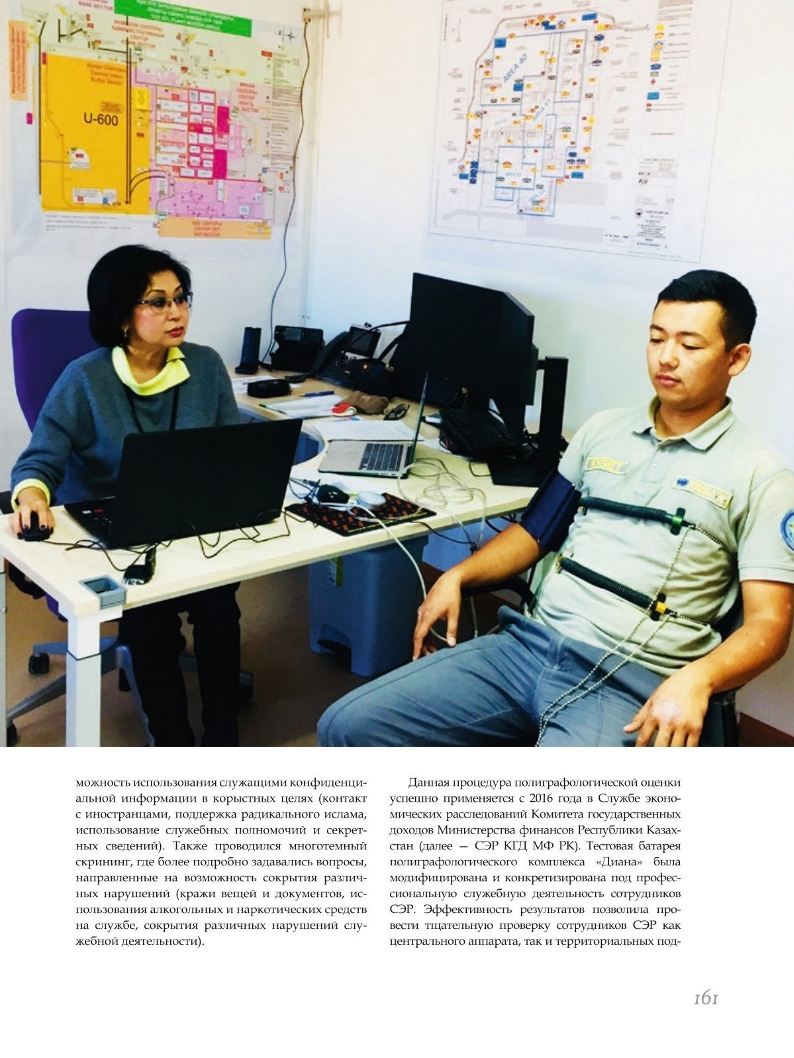 U-600
AREA 40
можность использования служащими конфиденци-
альной информации в корыстных целях (контакт
с иностранцами, поддержка радикального ислама,
использование служебных полномочий и секрет-
ных сведений). Также проводился многотемный
скрининг, где более подробно задавались вопросы,
направленные на возможность сокрытия различ-
ных нарушений (кражи вещей и документов, ис-
пользования алкогольных и наркотических средств
на службе, сокрытия различных нарушений слу-
жебной деятельности).
Данная процедура полиграфологической оценки
успешно применяется с 2016 года в Службе эконо-
мических расследований Комитета государственных
доходов Министерства финансов Республики Казах-
стан (далее — СЭР КГД МФ РК). Тестовая батарея
полиграфологического комплекса «Диана» была
модифицирована и конкретизирована под профес-
сиональную служебную деятельность сотрудников
СЭР. Эффективность результатов позволила про-
вести тщательную проверку сотрудников СЭР как
центрального аппарата, так и территориальных под-
161